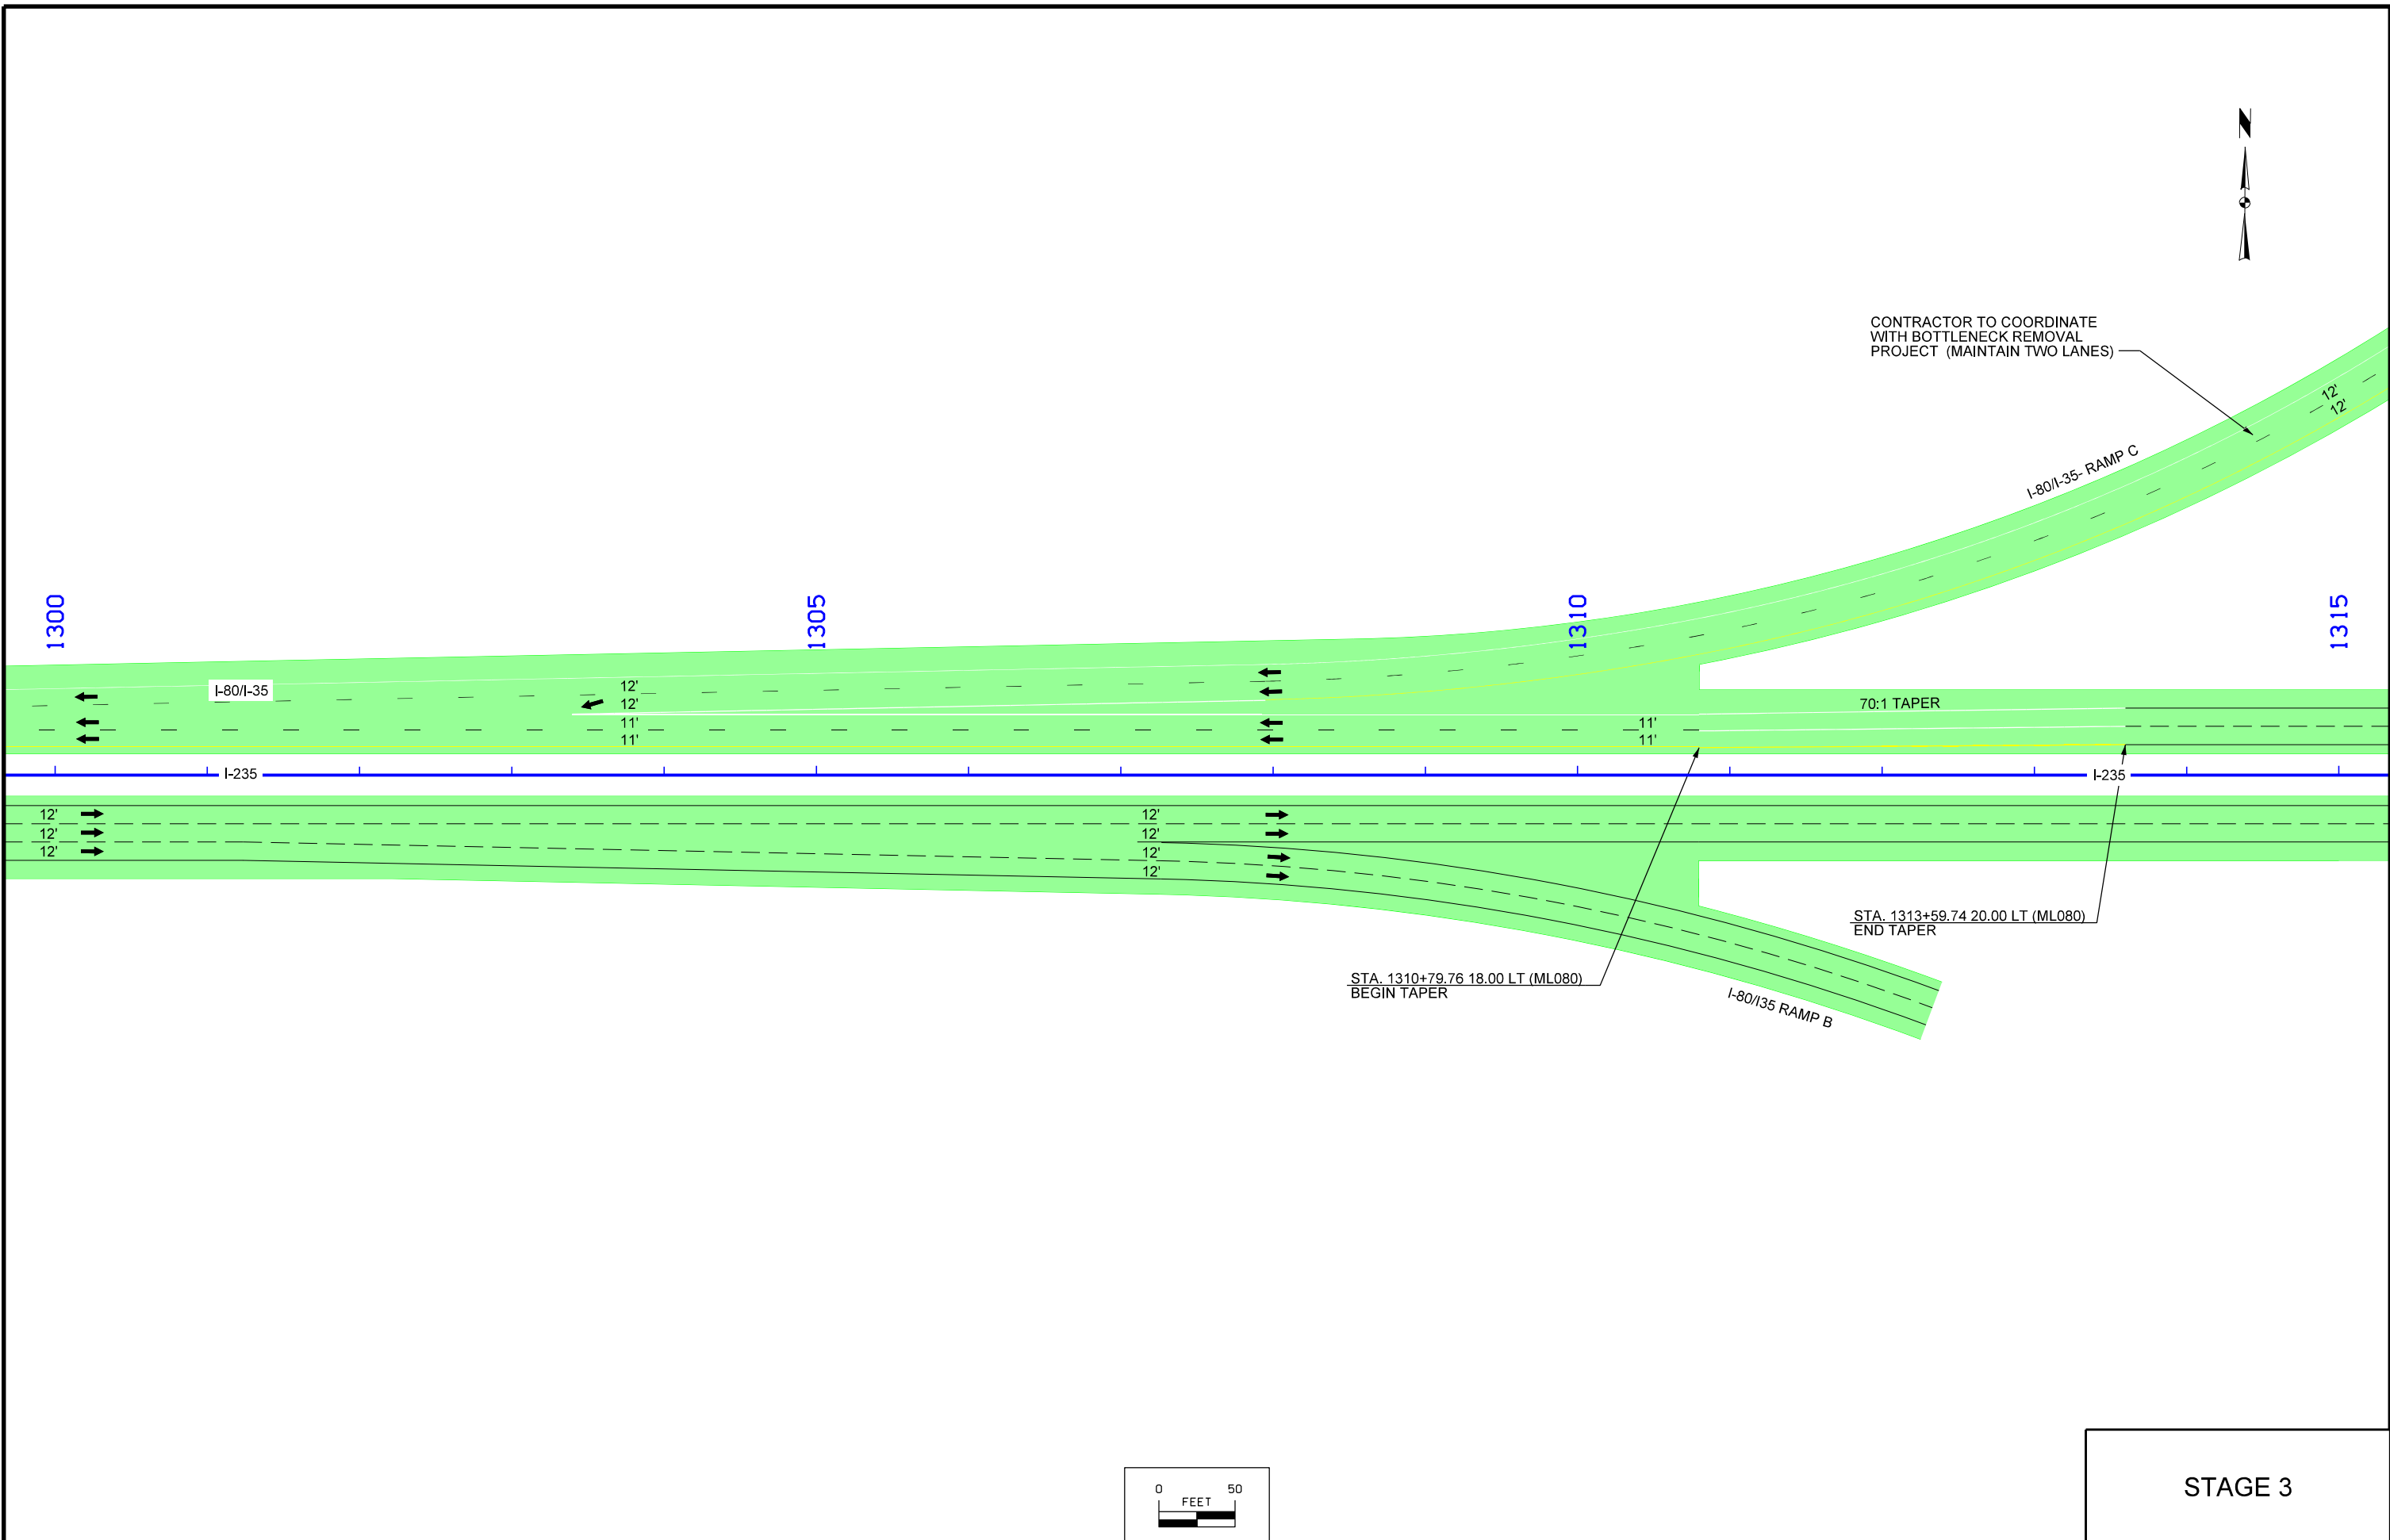 N
CONTRACTOR TO COORDINATE
WITH BOTTLENECK REMOVAL
PROJECT (MAINTAIN TWO LANES)
12'
12'
I-80/I-35- RAMP C
1300
1305
1310
1315
I-80/I-35
12'
12'
11'
11'
11'
11'
70:1 TAPER
I-235
I-235
12'
12'
12'
12'
12'
12'
12'
STA. 1313+59.74 20.00 LT (ML080)
END TAPER
STA. 1310+79.76 18.00 LT (ML080)
BEGIN TAPER
I-80/I35 RAMP B
0 50
FEET
STAGE 3